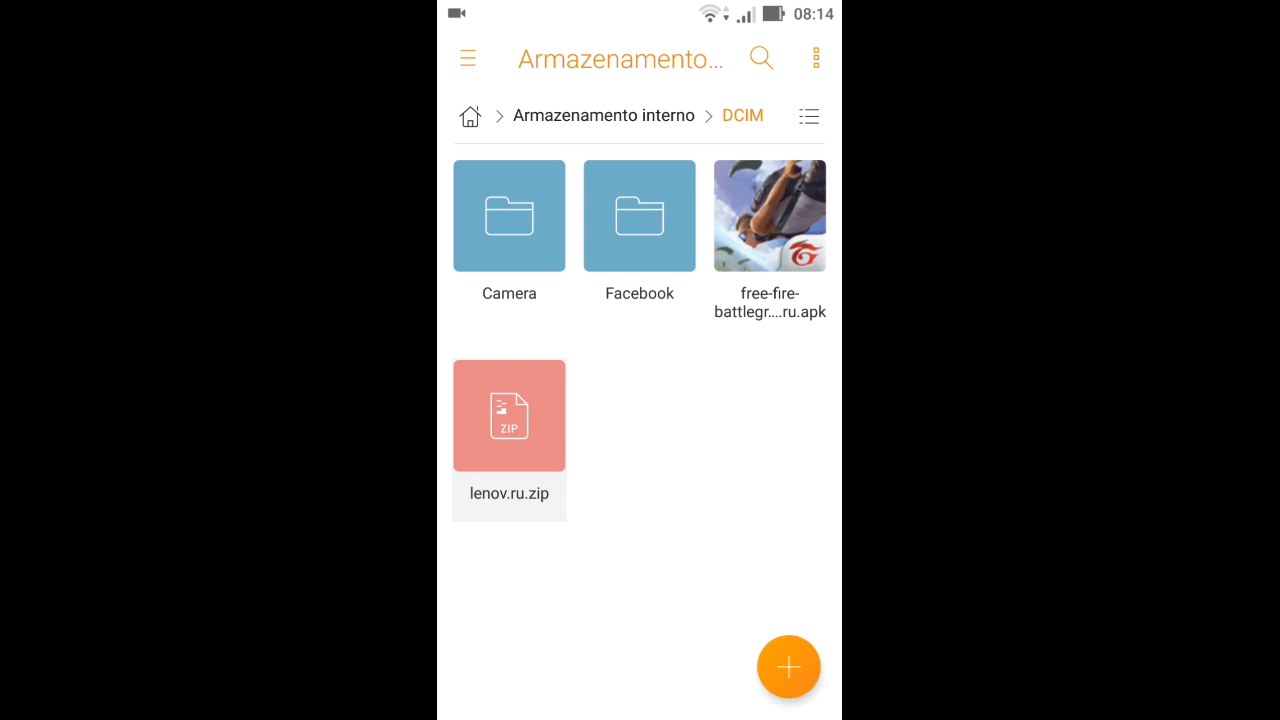 08:14
Armazenamento...
Armazenamento interno > DCIM
Camera
Facebook
free-fire-
battlegr....ru.apk
ZIP
lenov.ru.zip